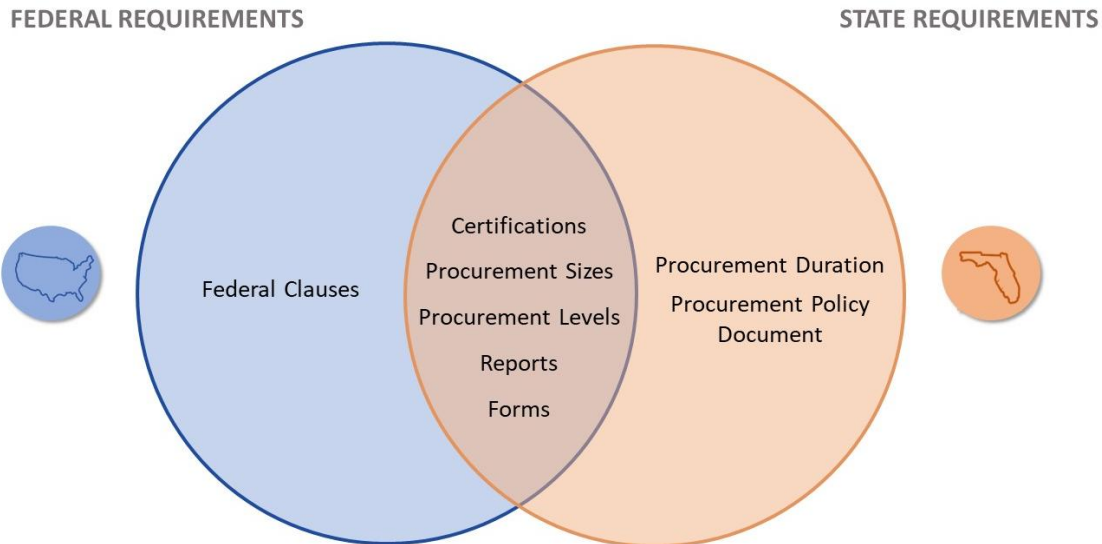 FEDERAL REQUIREMENTS
STATE REQUIREMENTS
Federal Clauses
Certifications
Procurement Sizes
Procurement Levels
Reports
Forms
Procurement Duration
Procurement Policy
Document